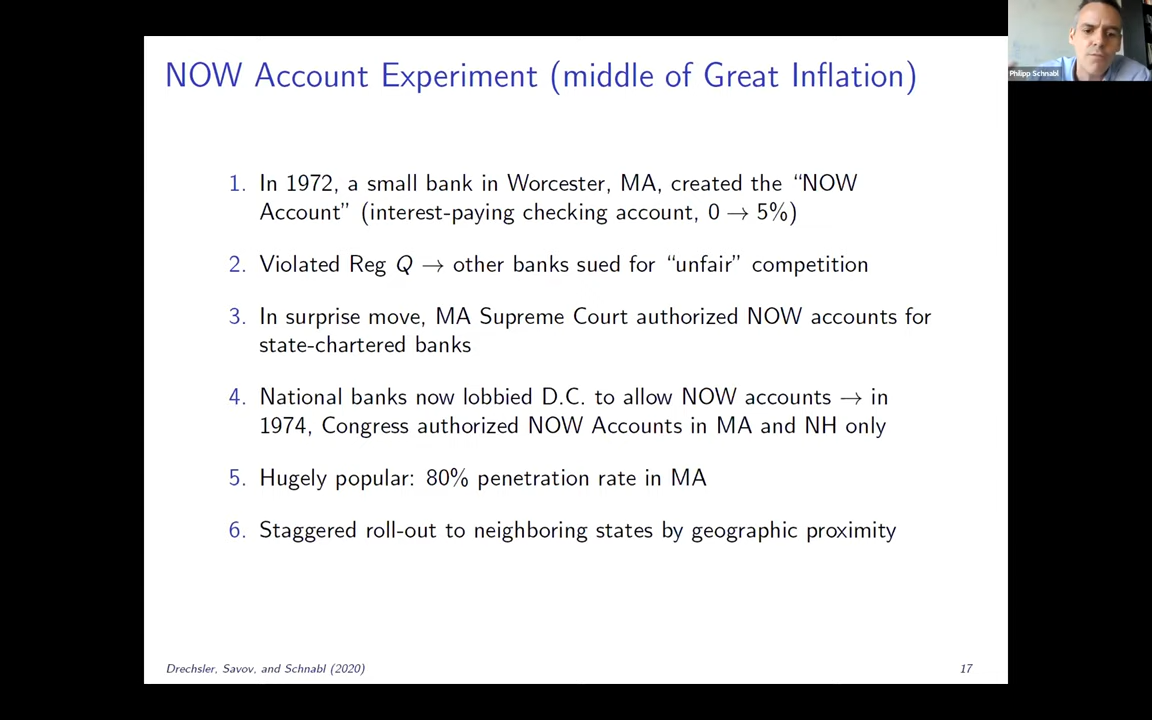 NOW Account Experiment (middle of Great Inflation)
Philipp Schnabl
1. In 1972, a small bank in Worcester, MA, created the “NOW
Account” (interest-paying checking account, 0 → 5%)
2. Violated Reg Q → other banks sued for “unfair” competition
3. In surprise move, MA Supreme Court authorized NOW accounts for
state-chartered banks
4. National banks now lobbied D.C. to allow NOW accounts → in
1974, Congress authorized NOW Accounts in MA and NH only
5. Hugely popular: 80% penetration rate in MA
6. Staggered roll-out to neighboring states by geographic proximity
Drechsler, Savov, and Schnabl (2020)
17